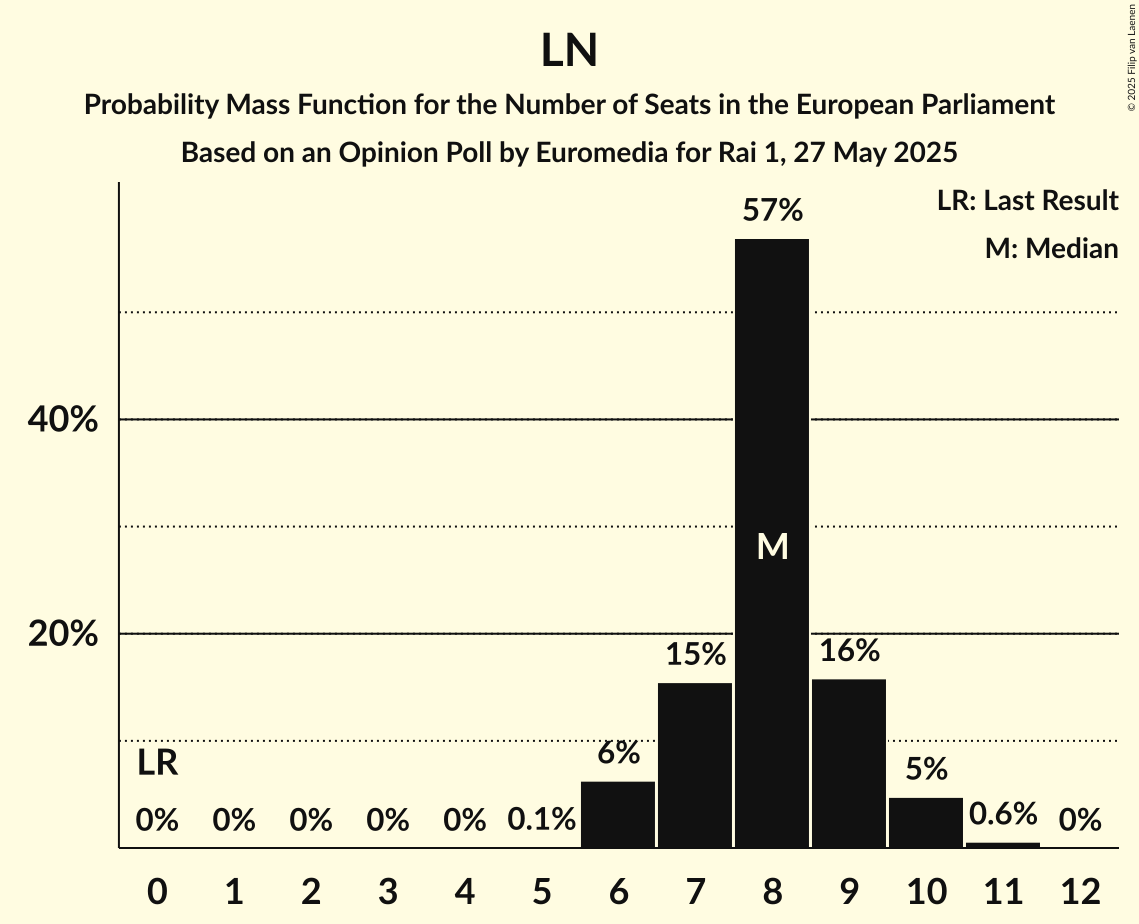 LN
Probability Mass Function for the Number of Seats in the European Parliament
Based on an Opinion Poll by Euromedia for Rai 1, 27 May 2025
© 2025 Filip van Laenen
LR: Last Result
M: Median
57%
40%
M
20%
15%
16%
LR
6%
5%
0%
0%
0%
0%
0%
0.1%
0.6%
0%
0 1 2 3 4 5 6 7 8 9 10 11 12